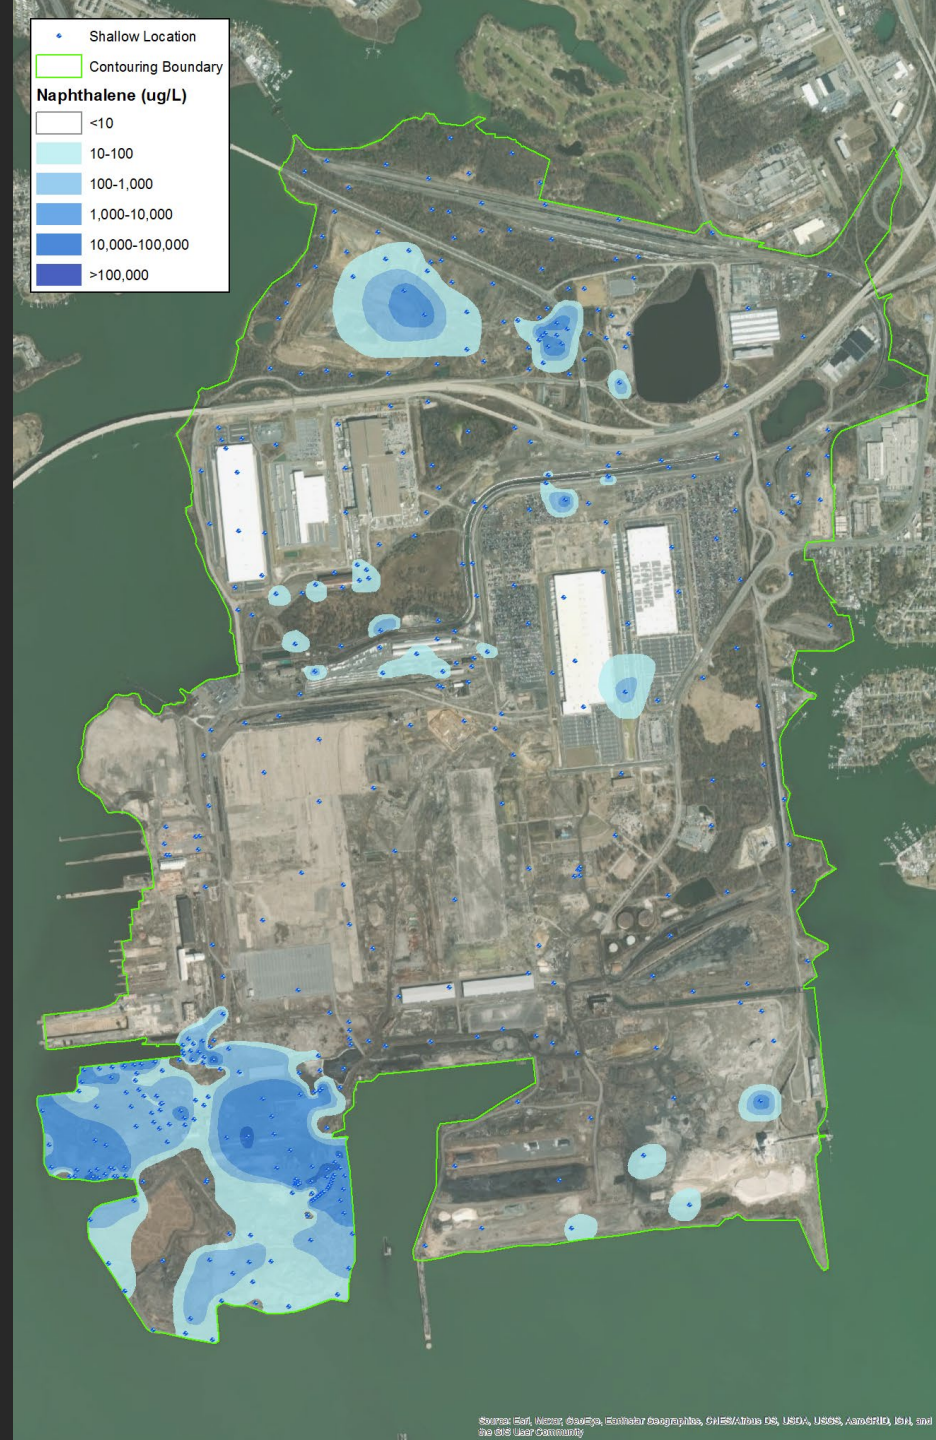 Shallow Location
Contouring Boundary
Naphthalene (ug/L)
<10
10-100
100-1,000
1,000-10,000
10,000-100,000
>100,000
Source: Esri, Maxar, GeoEye, Earthstar Geographics, CNES/Airbus DS, USDA, USGS, AeroGRID, IGN, and
the GIS User Community